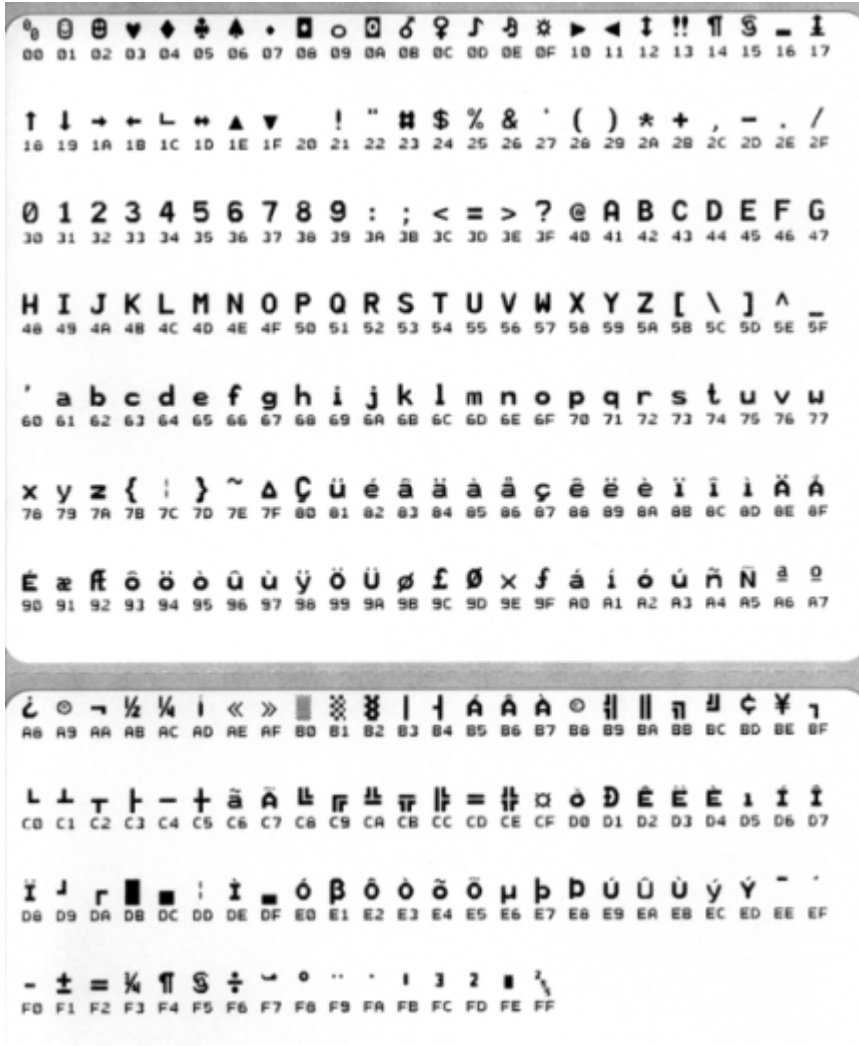 ☺ ☻ ♥ ♦ ♣ ♠ • ◘ ○ ◙ ♂ ♀ ♪ ♫ ☼ ► ◄ ↕ ‼ ¶ § ▬ ↨
00 01 02 03 04 05 06 07 08 09 0A 0B 0C 0D 0E 0F 10 11 12 13 14 15 16 17
↑ ↓ → ← ∟ ↔ ▲ ▼ ! " # $ % & ' ( ) * + , - . /
18 19 1A 1B 1C 1D 1E 1F 20 21 22 23 24 25 26 27 28 29 2A 2B 2C 2D 2E 2F
0 1 2 3 4 5 6 7 8 9 : ; < = > ? @ A B C D E F G
30 31 32 33 34 35 36 37 38 39 3A 3B 3C 3D 3E 3F 40 41 42 43 44 45 46 47
H I J K L M N O P Q R S T U V W X Y Z [ \ ] ^ _
48 49 4A 4B 4C 4D 4E 4F 50 51 52 53 54 55 56 57 58 59 5A 5B 5C 5D 5E 5F
' a b c d e f g h i j k l m n o p q r s t u v w
60 61 62 63 64 65 66 67 68 69 6A 6B 6C 6D 6E 6F 70 71 72 73 74 75 76 77
x y z { ¦ } ~ Δ Ç ü é â ä à å ç ê ë è ï î ì Ä Å
78 79 7A 7B 7C 7D 7E 7F 80 81 82 83 84 85 86 87 88 89 8A 8B 8C 8D 8E 8F
É æ Æ ô ö ò û ù ÿ Ö Ü ø £ Ø × ƒ á í ó ú ñ Ñ ª º
90 91 92 93 94 95 96 97 98 99 9A 9B 9C 9D 9E 9F A0 A1 A2 A3 A4 A5 A6 A7
¿ ® ¬ ½ ¼ ¡ « » ░ ▒ ▓ │ ┤ Á Â À © ╣ ║ ╗ ╝ ¢ ¥ ┐
A8 A9 AA AB AC AD AE AF B0 B1 B2 B3 B4 B5 B6 B7 B8 B9 BA BB BC BD BE BF
└ ┴ ┬ ├ ─ ┼ ã Ã ╚ ╔ ╩ ╦ ╠ = ╬ ¤ ð Ð Ê Ë È ı Í Î
C0 C1 C2 C3 C4 C5 C6 C7 C8 C9 CA CB CC CD CE CF D0 D1 D2 D3 D4 D5 D6 D7
Ï ┘ ┌ █ ▄ ¦ Ì ▬ Ó β Ô Ò õ Õ µ þ Þ Ú Û Ù ý Ý ¯ ´
D8 D9 DA DB DC DD DE DF E0 E1 E2 E3 E4 E5 E6 E7 E8 E9 EA EB EC ED EE EF
- ± = ¾ ¶ § ÷ ¸ ° ¨ · ¹ ³ ² ■
F0 F1 F2 F3 F4 F5 F6 F7 F8 F9 FA FB FC FD FE FF